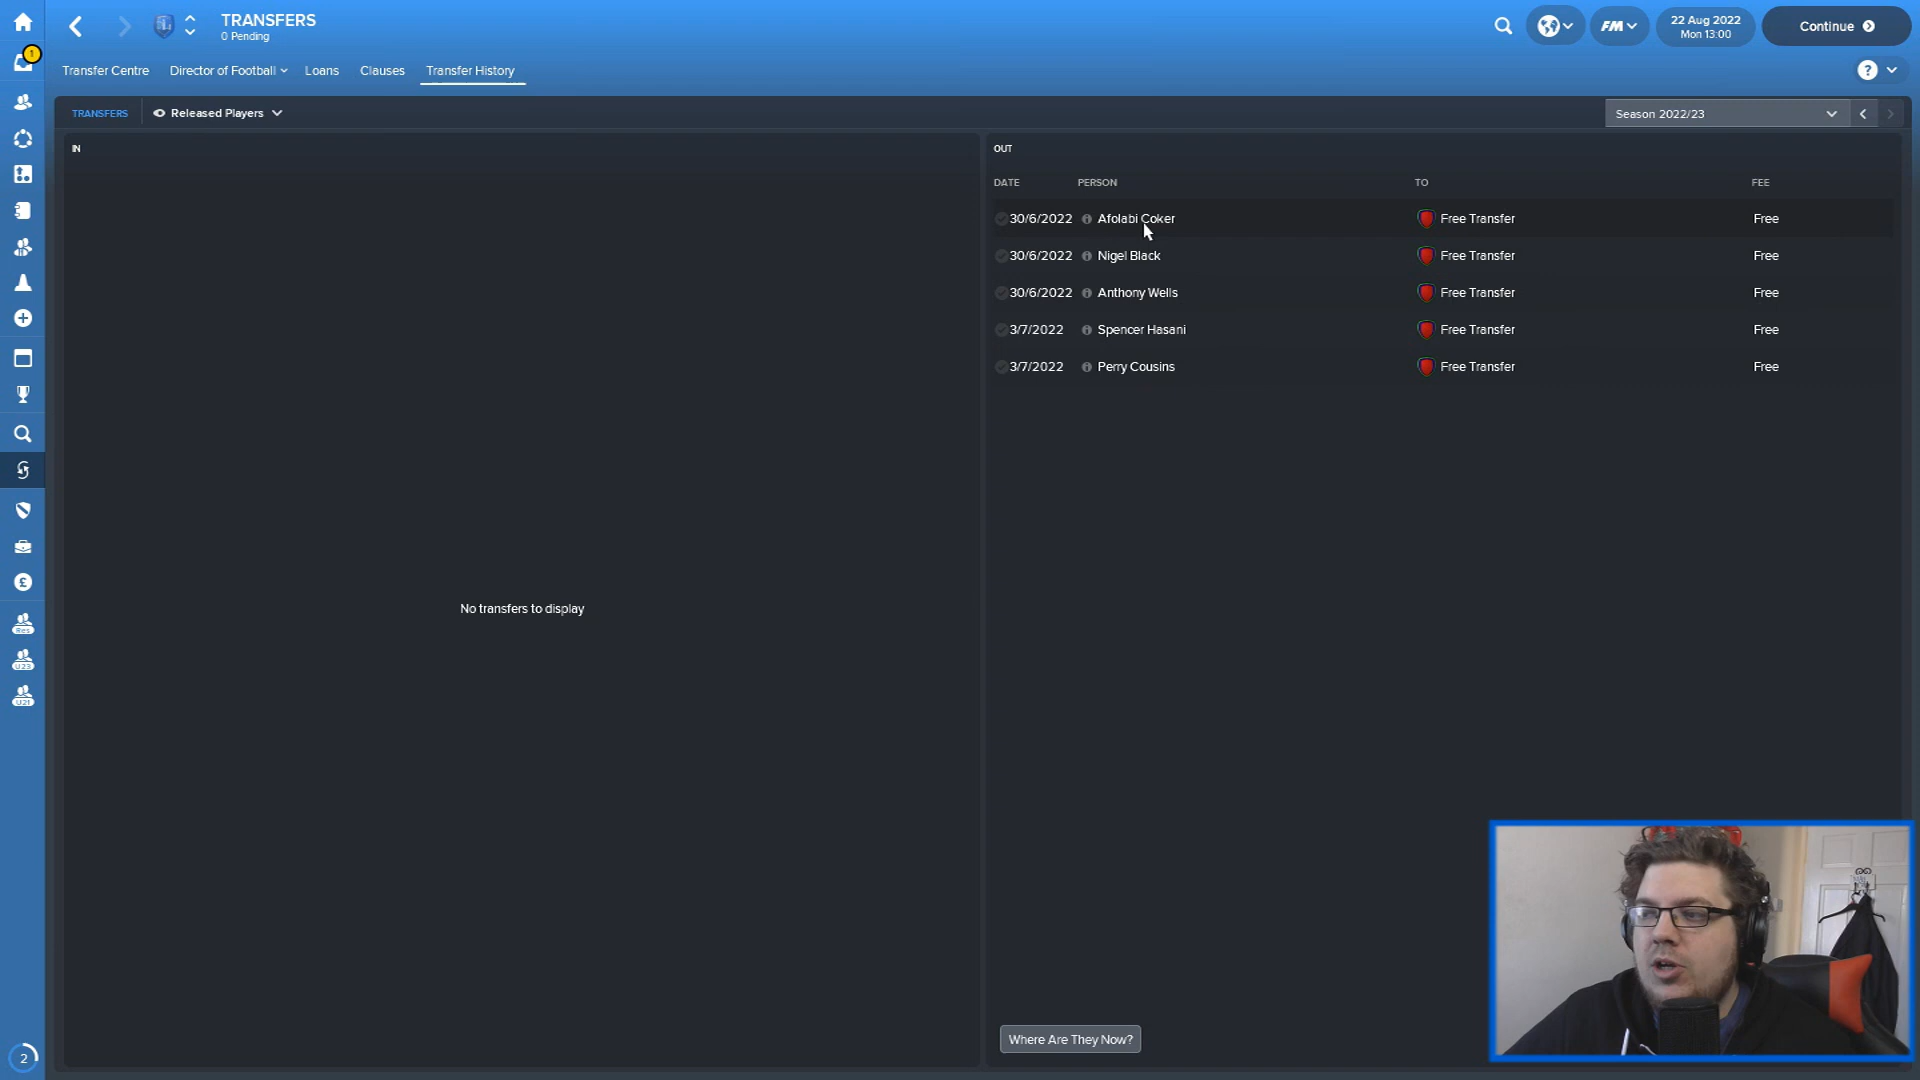 TRANSFERS
0 Pending
FM
22 Aug 2022
Mon 13:00
Continue
1
Transfer Centre
Director of Football
Loans
Clauses
Transfer History
?
TRANSFERS
Released Players
Season 2022/23
IN
No transfers to display
OUT
DATE PERSON TO FEE
30/6/2022 Afolabi Coker Free Transfer Free
30/6/2022 Nigel Black Free Transfer Free
30/6/2022 Anthony Wells Free Transfer Free
3/7/2022 Spencer Hasani Free Transfer Free
3/7/2022 Perry Cousins Free Transfer Free
£
Res
U23
U21
2
Where Are They Now?